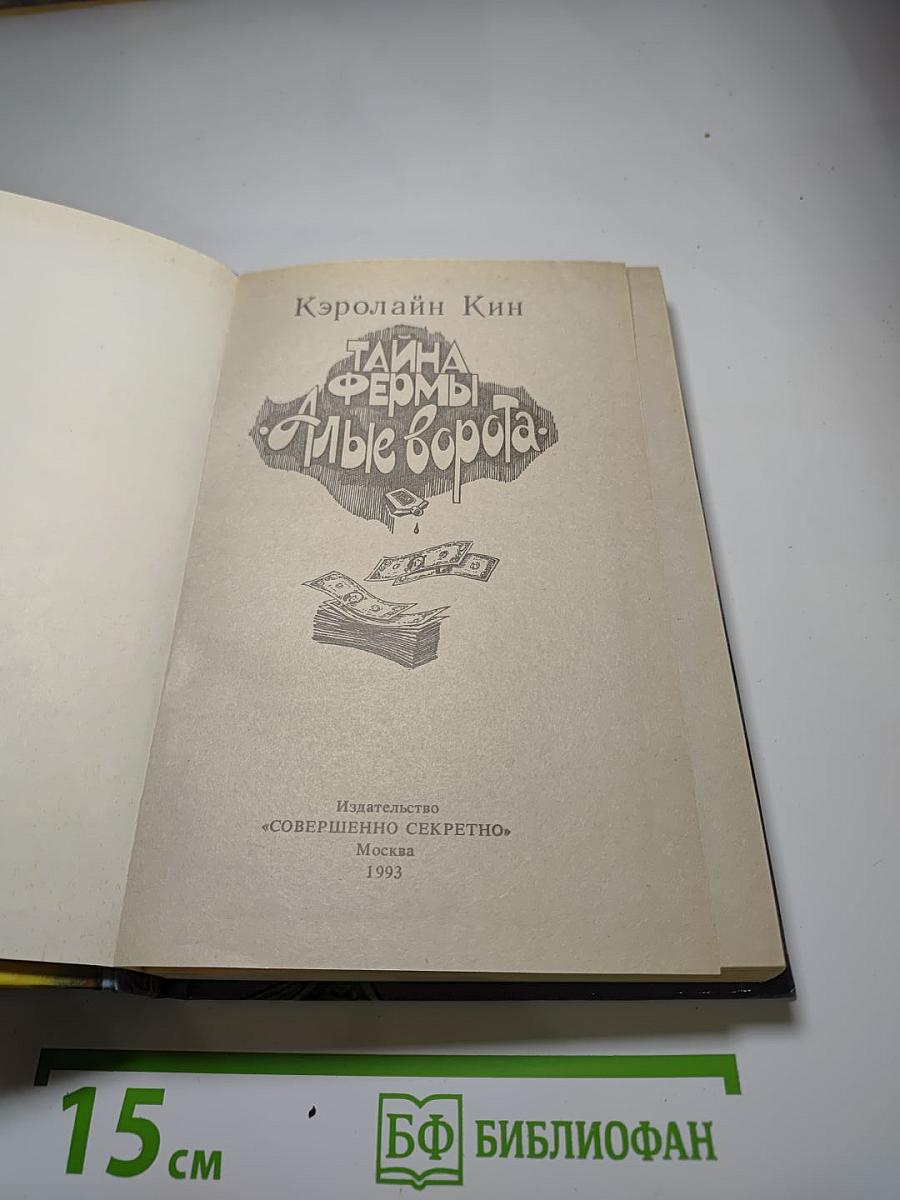 Кэролайн Кин
ТАЙНА
ФЕРМЫ
·Алые ворота·
Издательство
«СОВЕРШЕННО СЕКРЕТНО»
Москва
1993
15 см
БФ БИБЛИОФАН